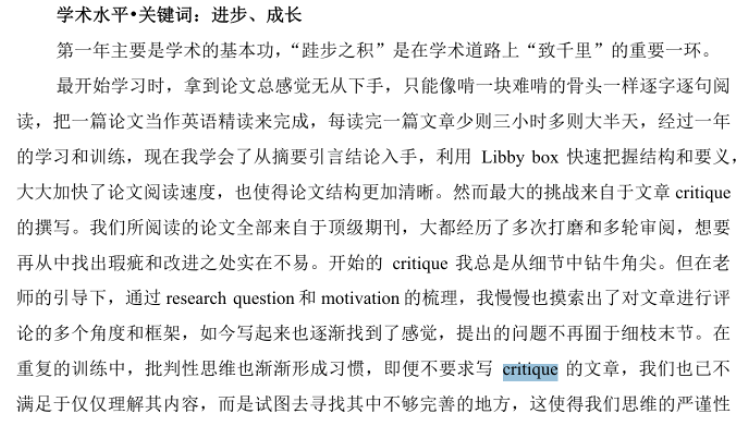 学术水平•关键词：进步、成长
第一年主要是学术的基本功，“跬步之积”是在学术道路上“致千里”的重要一环。
最开始学习时，拿到论文总感觉无从下手，只能像啃一块难啃的骨头一样逐字逐句阅
读，把一篇论文当作英语精读来完成，每读完一篇文章少则三小时多则大半天，经过一年
的学习和训练，现在我学会了从摘要引言结论入手，利用 Libby box 快速把握结构和要义，
大大加快了论文阅读速度，也使得论文结构更加清晰。然而最大的挑战来自于文章 critique
的撰写。我们所阅读的论文全部来自于顶级期刊，大都经历了多次打磨和多轮审阅，想要
再从中找出瑕疵和改进之处实在不易。开始的 critique 我总是从细节中钻牛角尖。但在老
师的引导下，通过 research question 和 motivation 的梳理，我慢慢也摸索出了对文章进行评
论的多个角度和框架，如今写起来也逐渐找到了感觉，提出的问题不再囿于细枝末节。在
重复的训练中，批判性思维也渐渐形成习惯，即便不要求写 critique 的文章，我们也已不
满足于仅仅理解其内容，而是试图去寻找其中不够完善的地方，这使得我们思维的严谨性